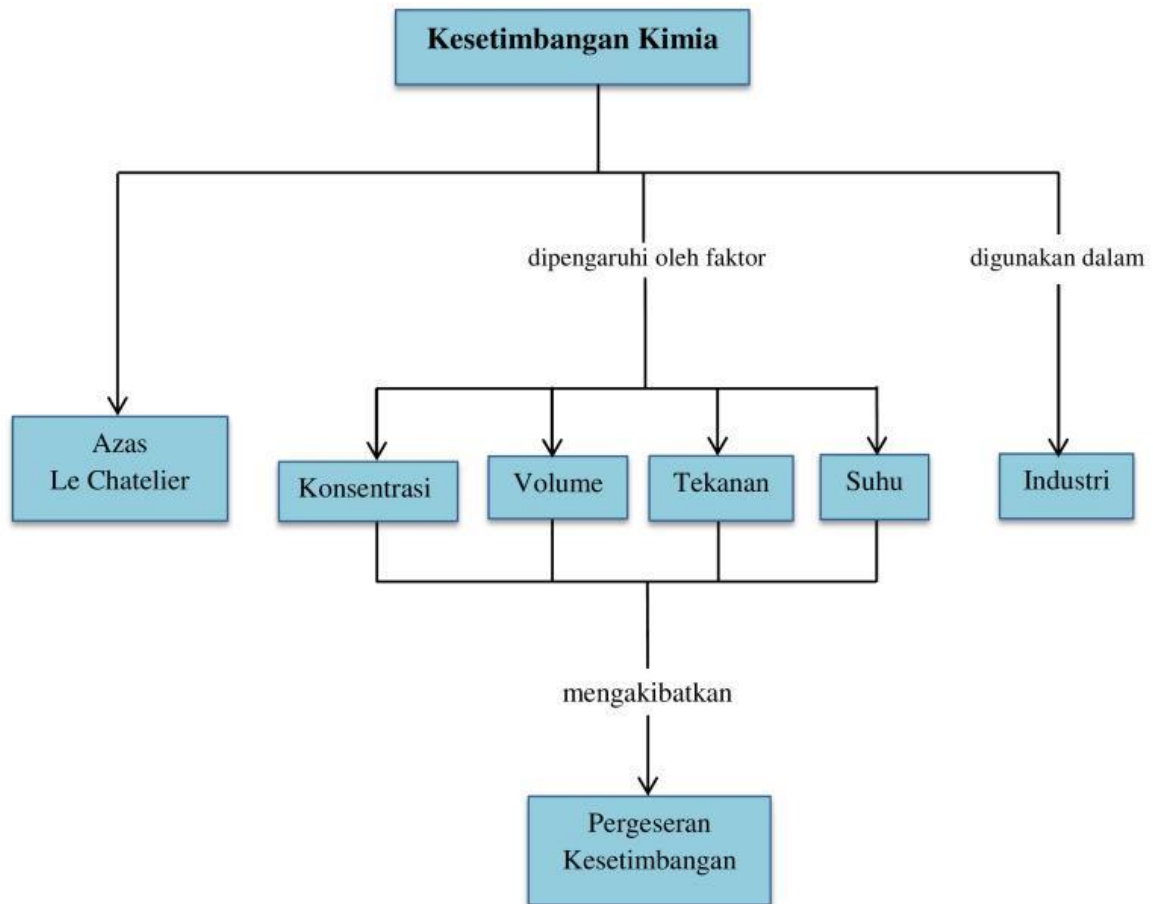 Kesetimbangan Kimia
dipengaruhi oleh faktor
digunakan dalam
Azas
Le Chatelier
Konsentrasi
Volume
Tekanan
Suhu
Industri
mengakibatkan
Pergeseran
Kesetimbangan